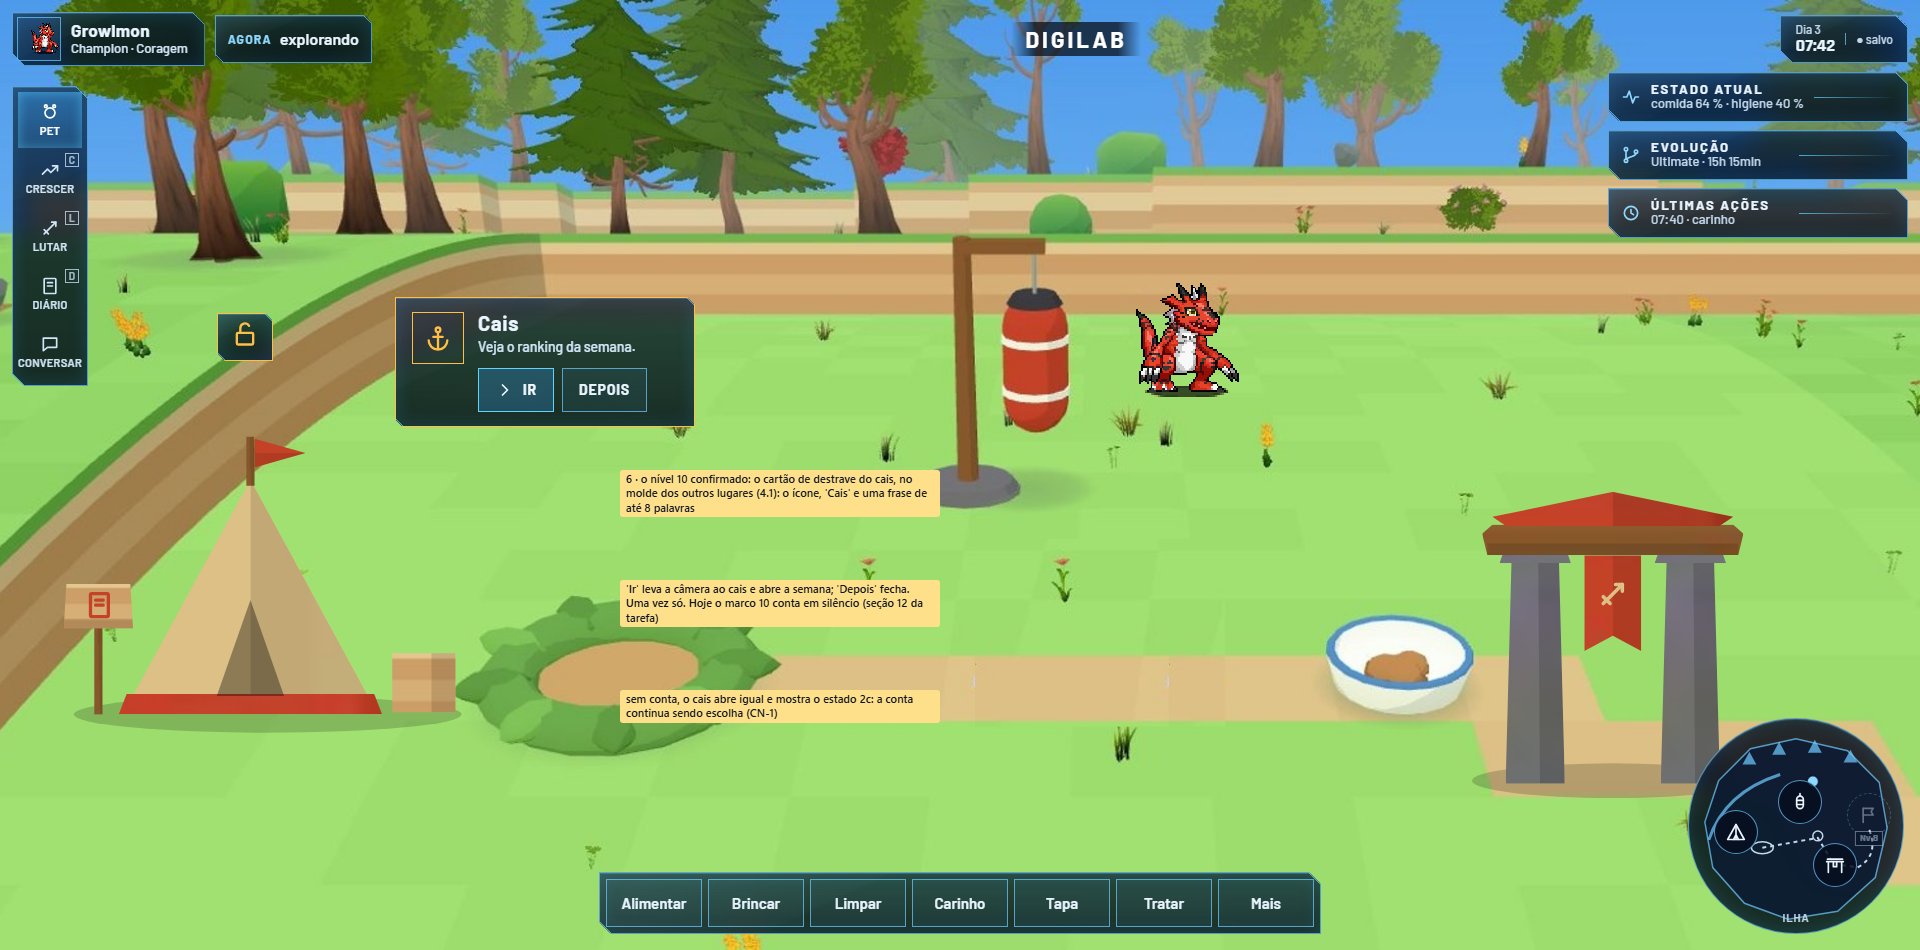 Growlmon
Champion · Coragem
AGORA explorando
DIGILAB
Dia 3
07:42
salvo
ESTADO ATUAL
comida 64 % · higiene 40 %
EVOLUÇÃO
Ultimate · 15h 15min
ÚLTIMAS AÇÕES
07:40 · carinho
PET
C
CRESCER
L
LUTAR
D
DIÁRIO
CONVERSAR
Cais
Veja o ranking da semana.
IR
DEPOIS
6 · o nível 10 confirmado: o cartão de destrave do cais, no
molde dos outros lugares (4.1): o ícone, 'Cais' e uma frase de
até 8 palavras
'Ir' leva a câmera ao cais e abre a semana; 'Depois' fecha.
Uma vez só. Hoje o marco 10 conta em silêncio (seção 12 da
tarefa)
sem conta, o cais abre igual e mostra o estado 2c: a conta
continua sendo escolha (CN-1)
Alimentar
Brincar
Limpar
Carinho
Tapa
Tratar
Mais
ILHA